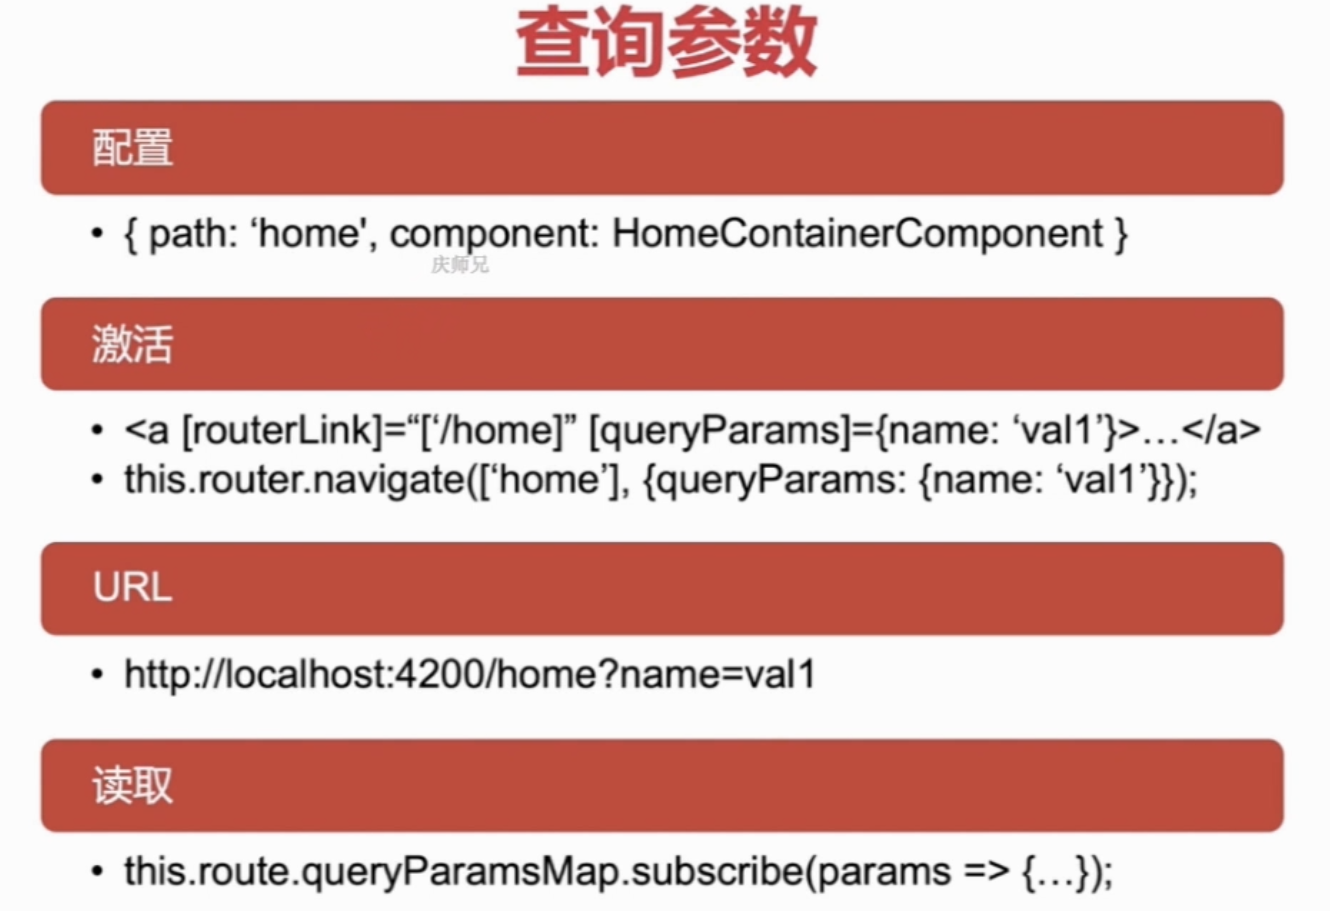 查询参数
配置
• { path: ‘home', component: HomeContainerComponent }
庆师兄
激活
• <a [routerLink]=“[‘/home]” [queryParams]={name: ‘val1’}>…</a>
• this.router.navigate([‘home’], {queryParams: {name: ‘val1’}});
URL
• http://localhost:4200/home?name=val1
读取
• this.route.queryParamsMap.subscribe(params => {…});